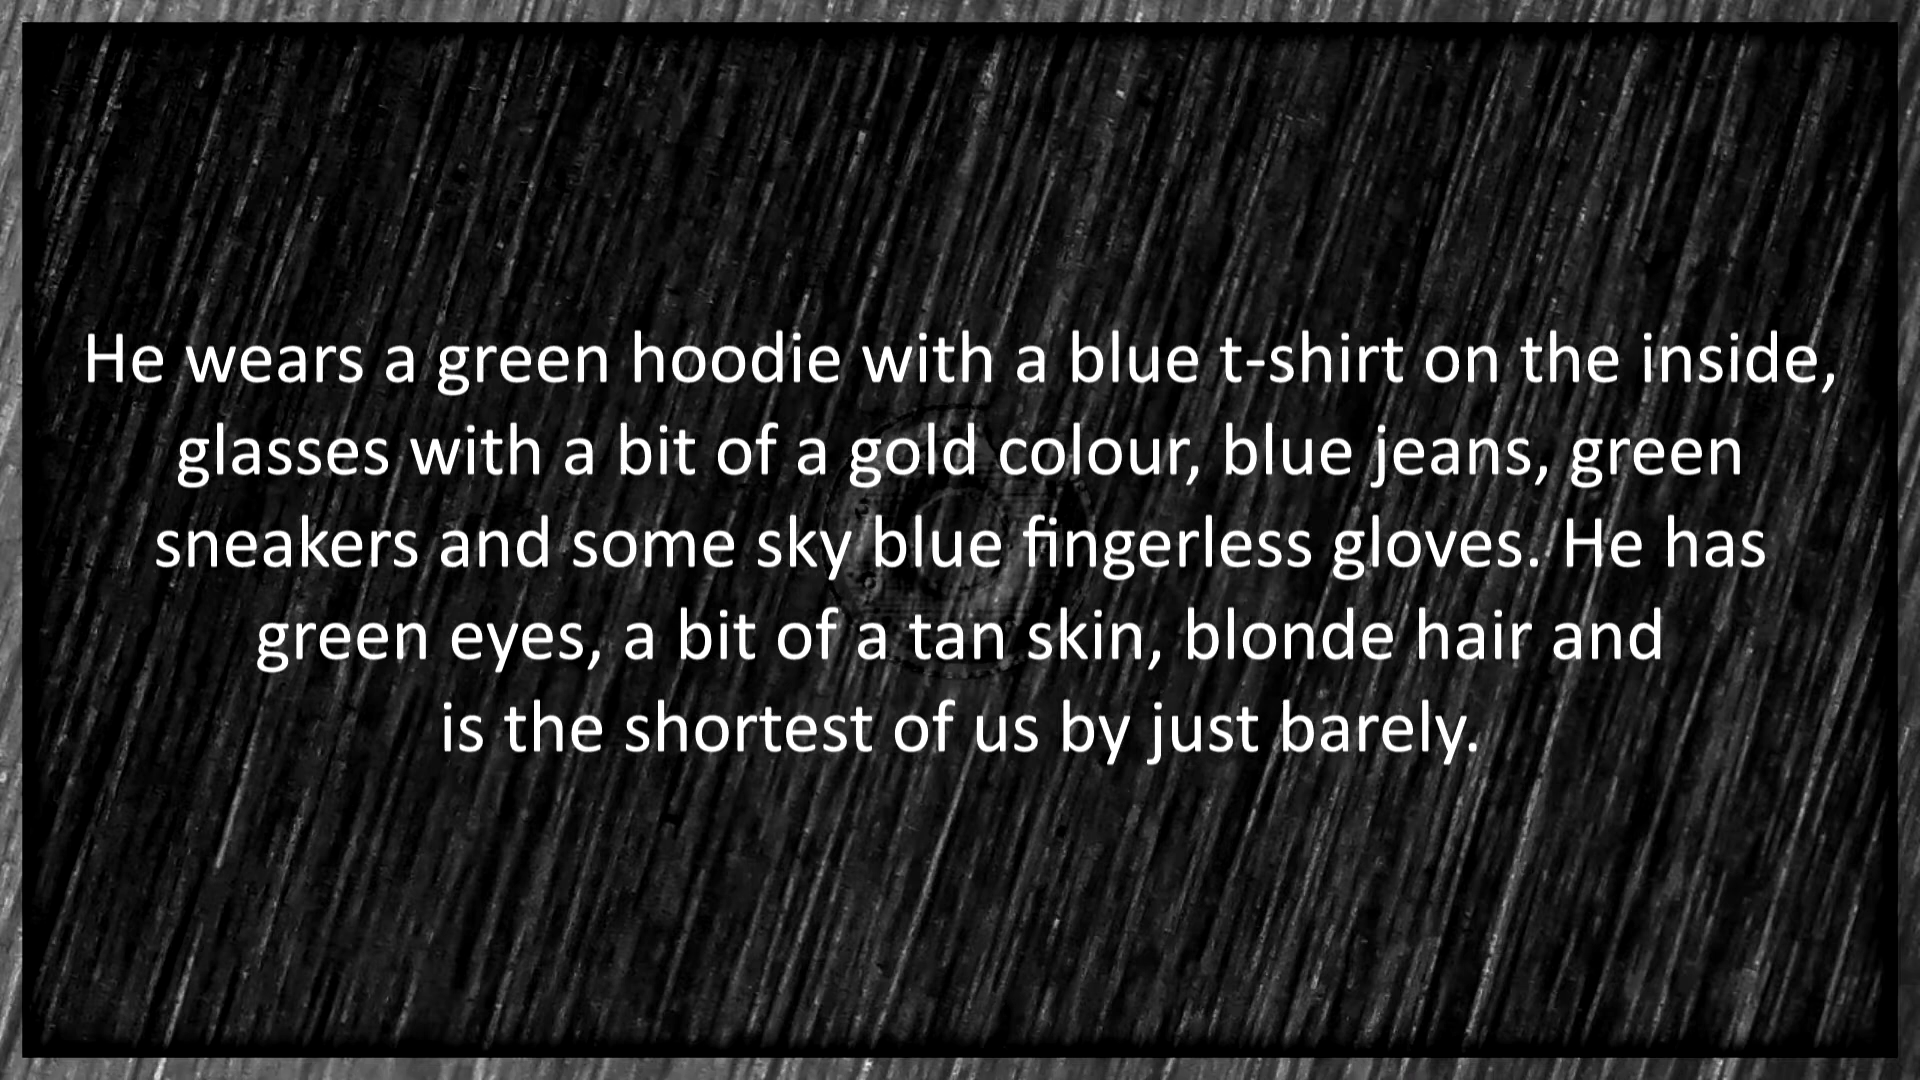 He wears a green hoodie with a blue t-shirt on the inside,
glasses with a bit of a gold colour, blue jeans, green
sneakers and some sky blue fingerless gloves. He has
green eyes, a bit of a tan skin, blonde hair and
is the shortest of us by just barely.